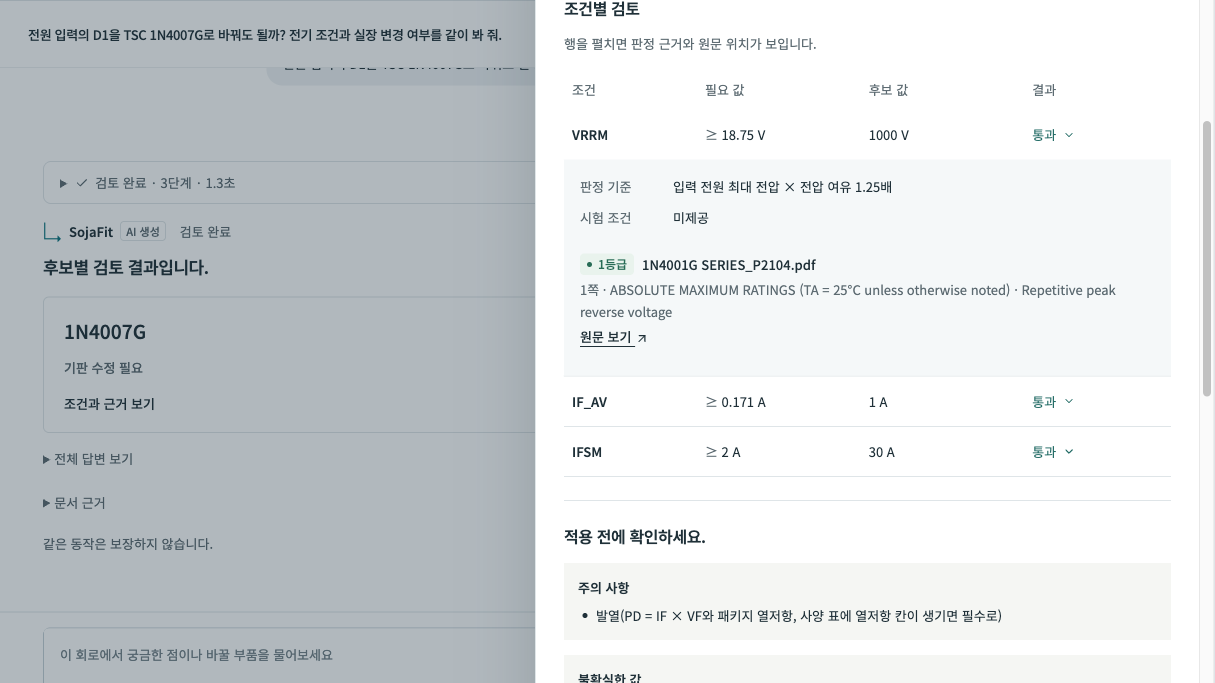 전원 입력의 D1을 TSC 1N4007G로 바꿔도 될까? 전기 조건과 실장 변경 여부를 같이 봐 줘.
▶ ✓ 검토 완료 · 3단계 · 1.3초
SojaFit AI 생성 검토 완료
후보별 검토 결과입니다.
1N4007G
기판 수정 필요
조건과 근거 보기
▶ 전체 답변 보기
▶ 문서 근거
같은 동작은 보장하지 않습니다.
이 회로에서 궁금한 점이나 바꿀 부품을 물어보세요
조건별 검토
행을 펼치면 판정 근거와 원문 위치가 보입니다.
조건 필요 값 후보 값 결과
VRRM ≥ 18.75 V 1000 V 통과
판정 기준 입력 전원 최대 전압 × 전압 여유 1.25배
시험 조건 미제공
• 1등급 1N4001G SERIES_P2104.pdf
1쪽 · ABSOLUTE MAXIMUM RATINGS (TA = 25°C unless otherwise noted) · Repetitive peak
reverse voltage
원문 보기 ↗
IF_AV ≥ 0.171 A 1 A 통과
IFSM ≥ 2 A 30 A 통과
적용 전에 확인하세요.
주의 사항
• 발열(PD = IF × VF와 패키지 열저항, 사양 표에 열저항 칸이 생기면 필수로)
불확실한 값